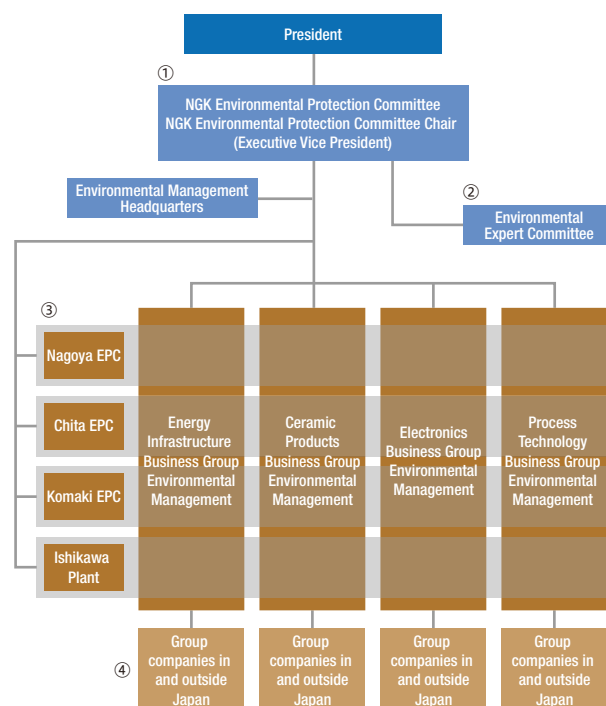 President
①
NGK Environmental Protection Committee
NGK Environmental Protection Committee Chair
(Executive Vice President)
Environmental Management
Headquarters
②
Environmental
Expert Committee
③
Nagoya EPC
Chita EPC
Komaki EPC
Ishikawa
Plant
Energy
Infrastructure
Business Group
Environmental
Management
Ceramic
Products
Business Group
Environmental
Management
Electronics
Business Group
Environmental
Management
Process
Technology
Business Group
Environmental
Management
④
Group
companies in
and outside
Japan
Group
companies in
and outside
Japan
Group
companies in
and outside
Japan
Group
companies in
and outside
Japan